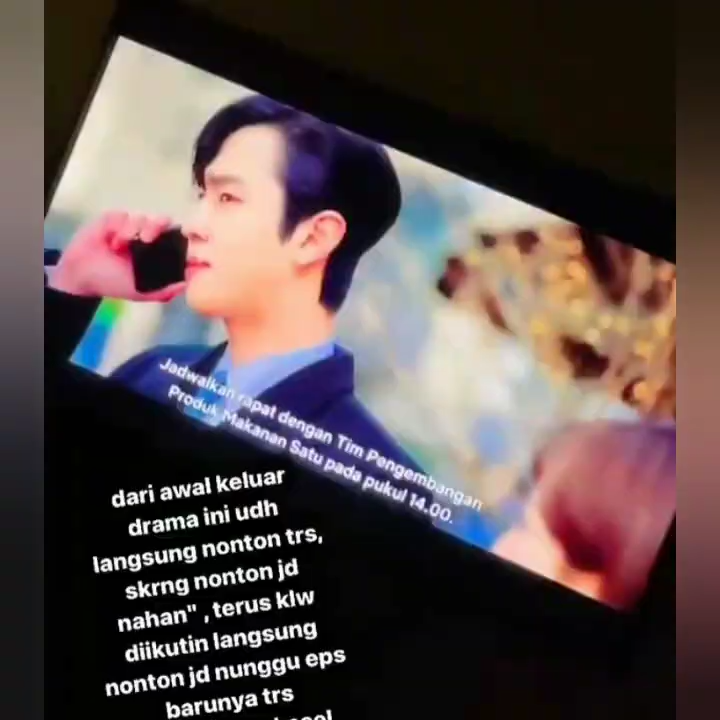 Jadwalkan rapat dengan Tim Pengembangan
Produk Makanan Satu pada pukul 14.00.
dari awal keluar
drama ini udh
langsung nonton trs,
skrng nonton jd
nahan" , terus klw
diikutin langsung
nonton jd nunggu eps
barunya trs